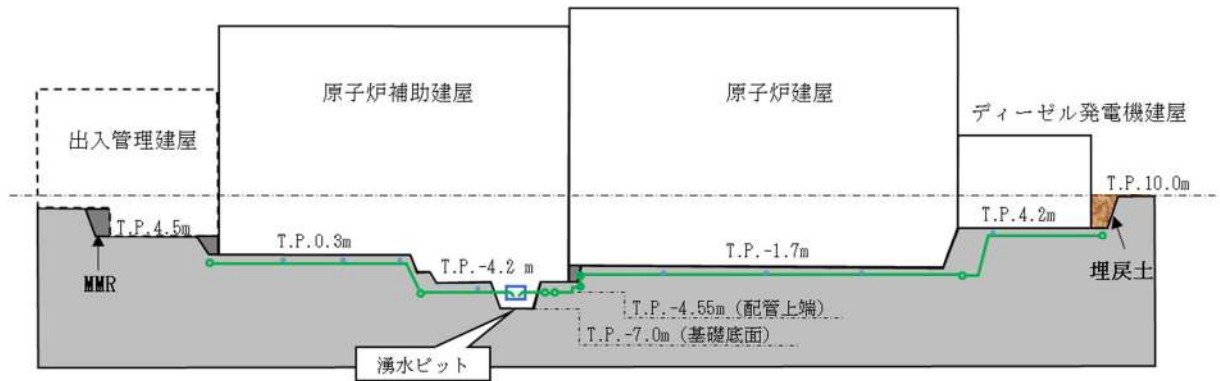 原子炉補助建屋
原子炉建屋
ディーゼル発電機建屋
出入管理建屋
T.P.10.0m
T.P.4.5m
T.P.0.3m
T.P.-4.2 m
T.P.-1.7m
T.P.4.2m
MMR
埋戻土
T.P.-4.55m (配管上端)
T.P.-7.0m (基礎底面)
湧水ピット